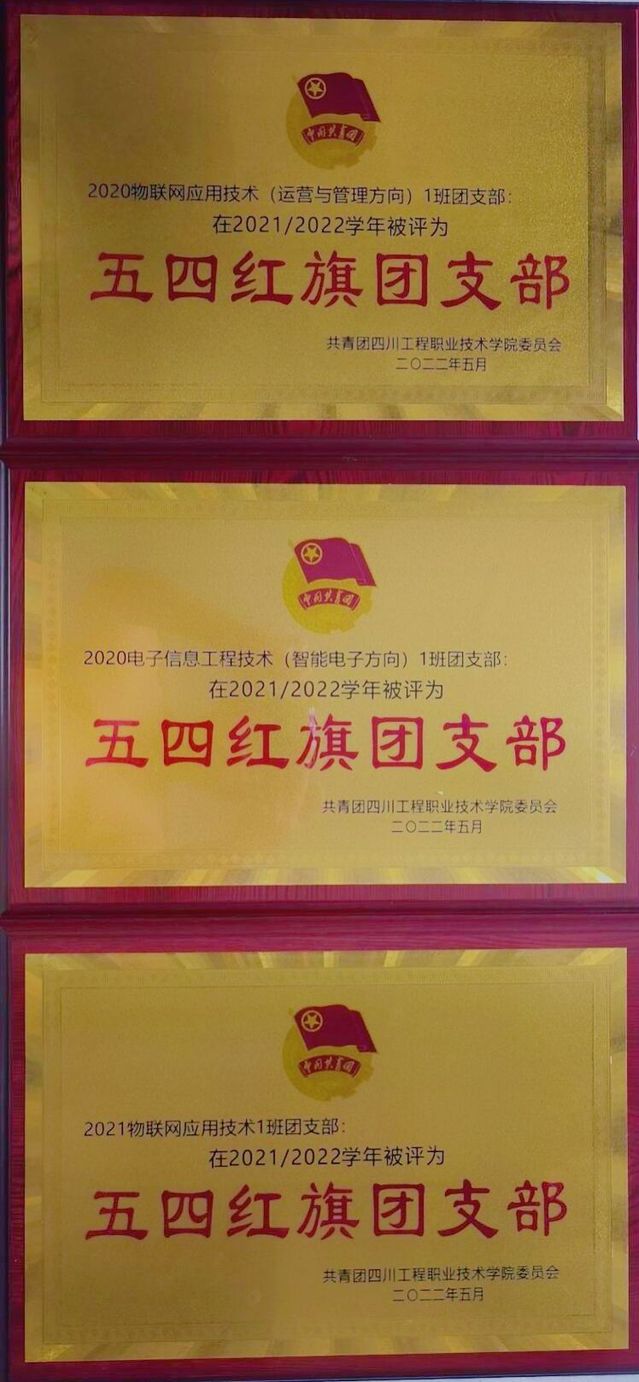 中国共青团
2020物联网应用技术（运营与管理方向）1班团支部：
在2021/2022学年被评为
五四红旗团支部
共青团四川工程职业技术学院委员会
二〇二二年五月
中国共青团
2020电子信息工程技术（智能电子方向）1班团支部：
在2021/2022学年被评为
五四红旗团支部
共青团四川工程职业技术学院委员会
二〇二二年五月
中国共青团
2021物联网应用技术1班团支部：
在2021/2022学年被评为
五四红旗团支部
共青团四川工程职业技术学院委员会
二〇二二年五月